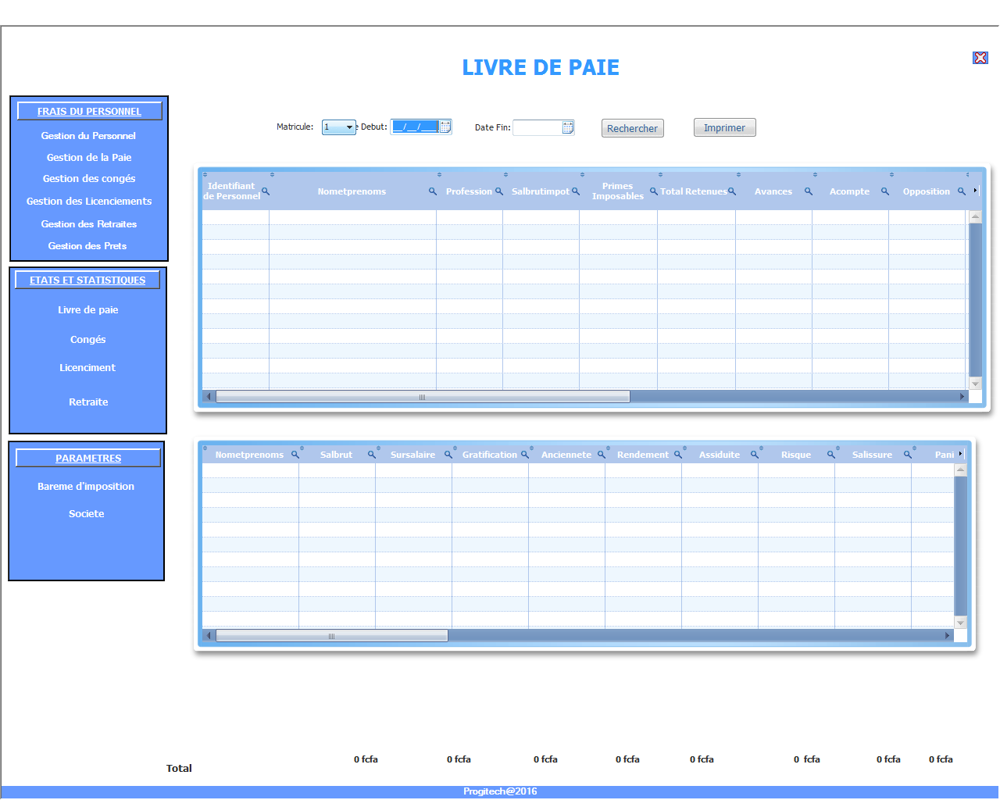 LIVRE DE PAIE
FRAIS DU PERSONNEL
Gestion du Personnel
Gestion de la Paie
Gestion des congés
Gestion des Licenciements
Gestion des Retraites
Gestion des Prets
ETATS ET STATISTIQUES
Livre de paie
Congés
Licenciment
Retraite
PARAMETRES
Bareme d'imposition
Societe
Matricule: 1 Debut: __/__/____ Date Fin: Rechercher Imprimer
Identifiant de Personnel Nometprenoms Profession Salbrutimpot Primes Imposables Total Retenues Avances Acompte Opposition
Nometprenoms Salbrut Sursalaire Gratification Anciennete Rendement Assiduite Risque Salissure Pani
Total 0 fcfa 0 fcfa 0 fcfa 0 fcfa 0 fcfa 0 fcfa 0 fcfa 0 fcfa
Progitech@2016